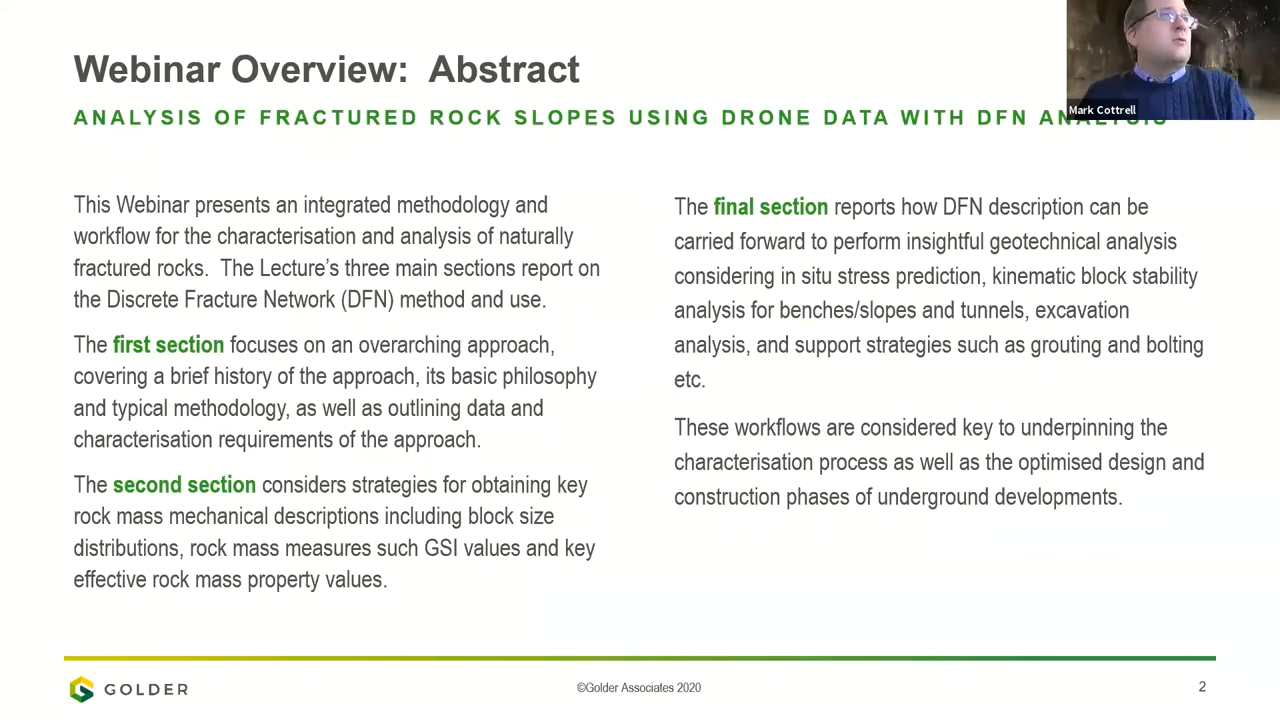 Webinar Overview: Abstract
ANALYSIS OF FRACTURED ROCK SLOPES USING DRONE DATA WITH DFN ANALYSIS
Mark Cottrell
This Webinar presents an integrated methodology and
workflow for the characterisation and analysis of naturally
fractured rocks. The Lecture's three main sections report on
the Discrete Fracture Network (DFN) method and use.
The first section focuses on an overarching approach,
covering a brief history of the approach, its basic philosophy
and typical methodology, as well as outlining data and
characterisation requirements of the approach.
The second section considers strategies for obtaining key
rock mass mechanical descriptions including block size
distributions, rock mass measures such GSI values and key
effective rock mass property values.
The final section reports how DFN description can be
carried forward to perform insightful geotechnical analysis
considering in situ stress prediction, kinematic block stability
analysis for benches/slopes and tunnels, excavation
analysis, and support strategies such as grouting and bolting
etc.
These workflows are considered key to underpinning the
characterisation process as well as the optimised design and
construction phases of underground developments.
GOLDER
©Golder Associates 2020
2